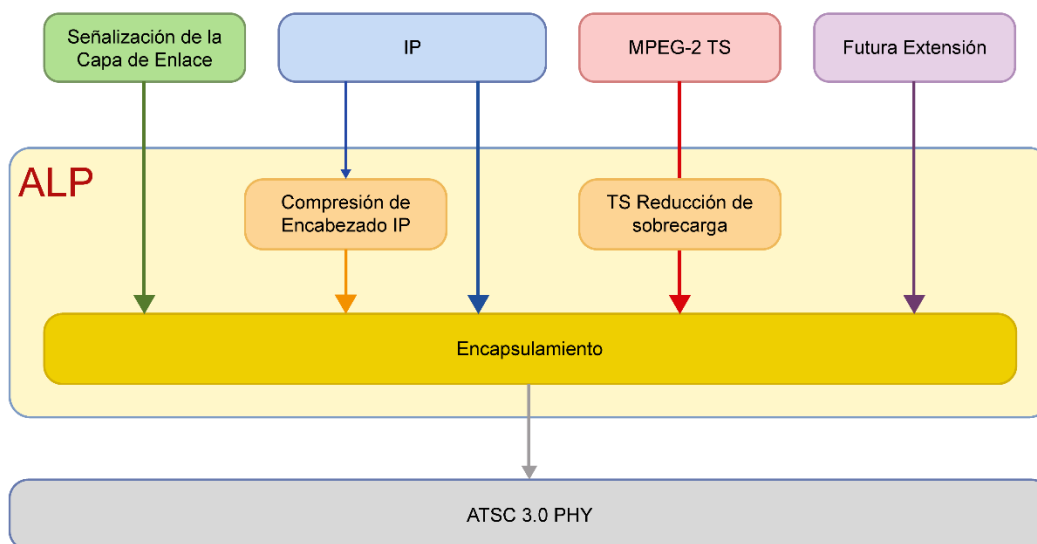 Señalización de la
Capa de Enlace
IP
MPEG-2 TS
Futura Extensión
ALP
Compresión de
Encabezado IP
TS Reducción de
sobrecarga
Encapsulamiento
ATSC 3.0 PHY